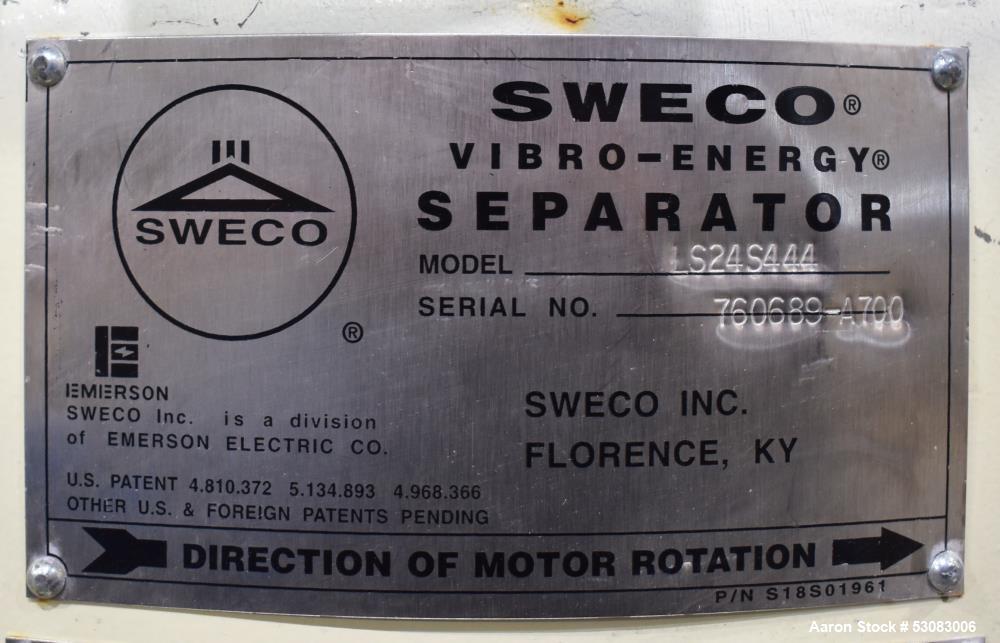 SWECO®
VIBRO-ENERGY®
SEPARATOR
MODEL LS24S444
SERIAL NO. 760689-A700
SWECO
®
EMERSON
SWECO Inc. is a division
of EMERSON ELECTRIC CO.
SWECO INC.
FLORENCE, KY
U.S. PATENT 4.810.372 5.134.893 4.968.366
OTHER U.S. & FOREIGN PATENTS PENDING
DIRECTION OF MOTOR ROTATION
P/N S18S01961
Aaron Stock # 53083006